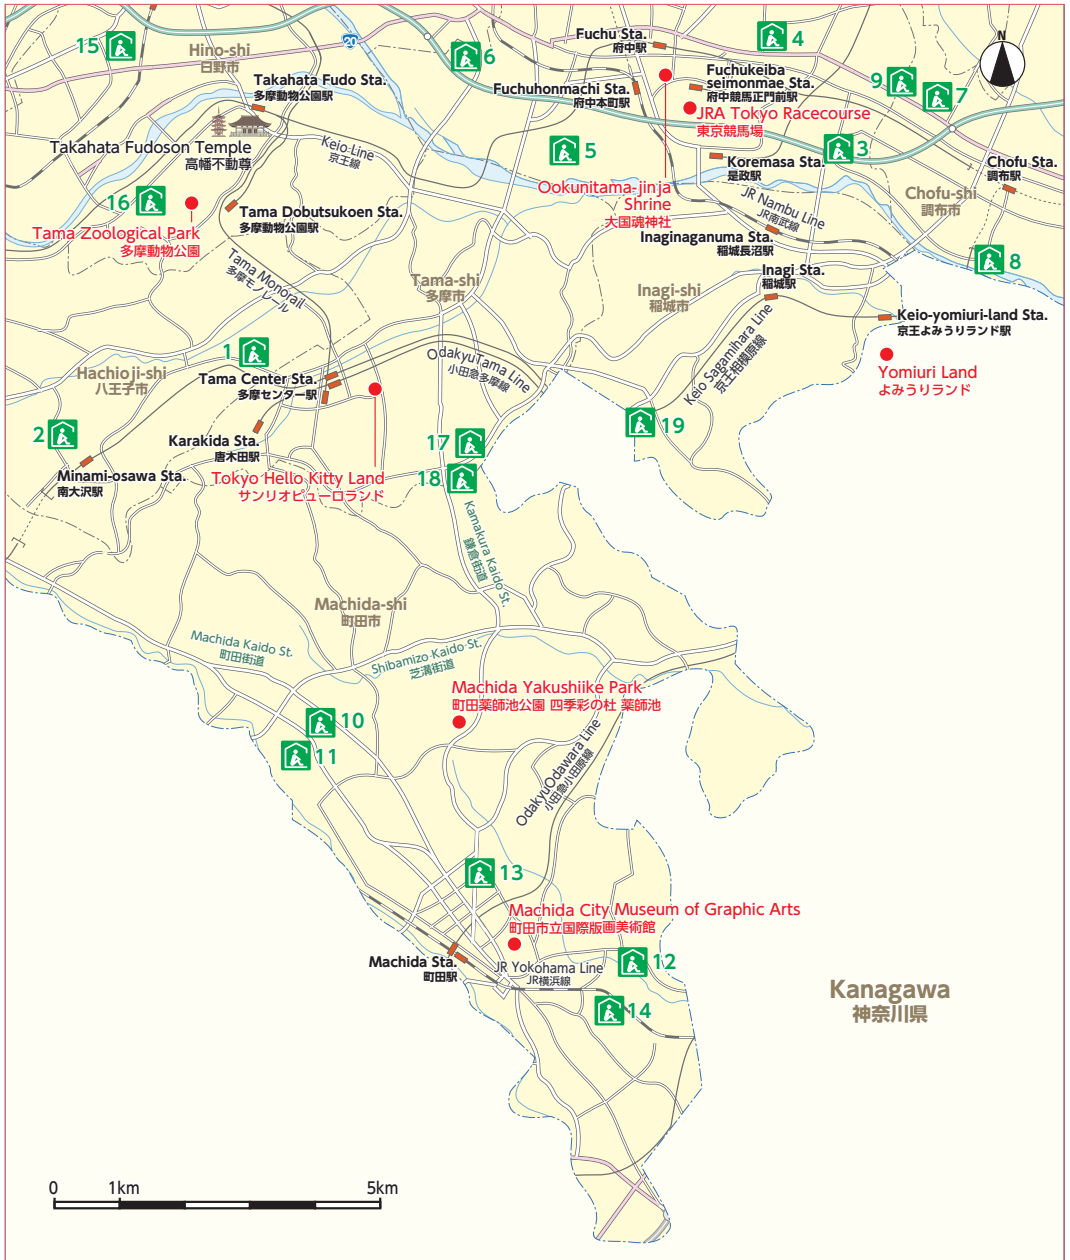 15
Hino-shi
日野市
20
6
Fuchu Sta.
府中駅
4
N
Takahata Fudo Sta.
多摩動物公園駅
Fuchuhonmachi Sta.
府中本町駅
Fuchukeiba
seimonmae Sta.
府中競馬正門前駅
9
7
JRA Tokyo Racecourse
東京競馬場
Takahata Fudoson Temple
高幡不動尊
Keio Line
京王線
5
3
Koremasa Sta.
是政駅
Chofu Sta.
調布駅
16
Ookunitama-jinja
Shrine
大国魂神社
JR Nambu Line
JR南武線
Chofu-shi
調布市
Tama Dobutsukoen Sta.
多摩動物公園駅
Tama Zoological Park
多摩動物公園
Inaginaganuma Sta.
稲城長沼駅
8
Tama Monorail
多摩モノレール
Tama-shi
多摩市
Inagi-shi
稲城市
Inagi Sta.
稲城駅
Keio-yomiuri-land Sta.
京王よみうりランド駅
1
Hachioji-shi
八王子市
OdakyuTama Line
小田急多摩線
Keio Sagamihara Line
京王相模原線
Yomiuri Land
よみうりランド
Tama Center Sta.
多摩センター駅
2
Karakida Sta.
唐木田駅
17
19
Minami-osawa Sta.
南大沢駅
Tokyo Hello Kitty Land
サンリオピューロランド
18
Kamakura Kaido St.
鎌倉街道
Machida-shi
町田市
Machida Kaido St.
町田街道
Shibamizo Kaido St.
芝溝街道
Machida Yakushiike Park
町田薬師池公園 四季彩の杜 薬師池
10
11
OdakyuOdawara Line
小田急小田原線
13
Machida City Museum of Graphic Arts
町田市立国際版画美術館
Machida Sta.
町田駅
JR Yokohama Line
JR横浜線
12
14
Kanagawa
神奈川県
0
1km
5km